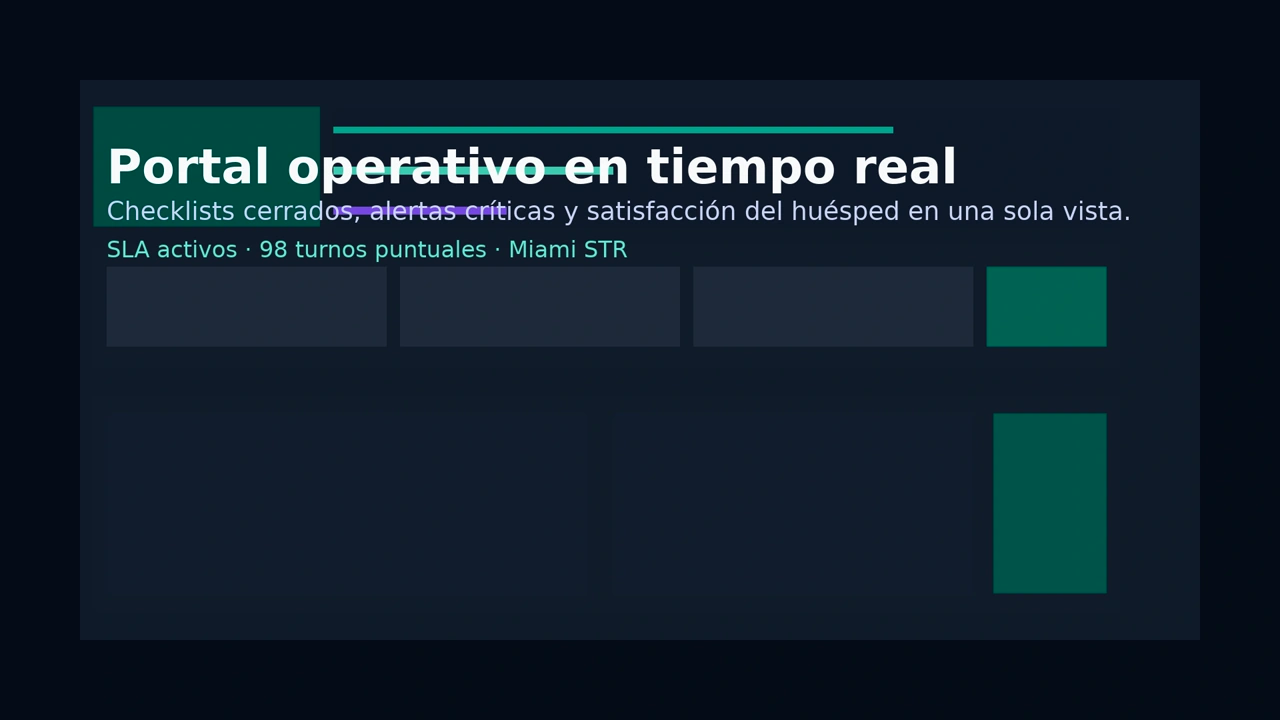 Portal operativo en tiempo real
Checklists cerrados, alertas críticas y satisfacción del huésped en una sola vista.
SLA activos · 98 turnos puntuales · Miami STR